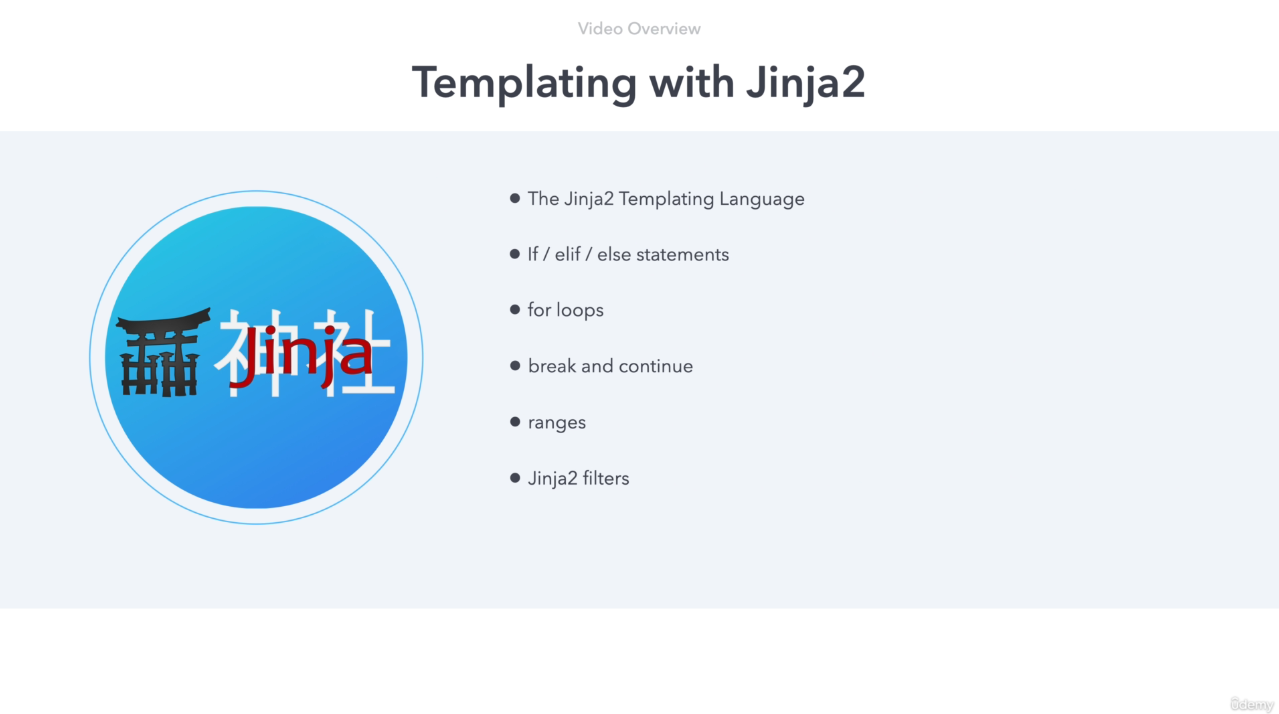 Video Overview
Templating with Jinja2
The Jinja2 Templating Language
If / elif / else statements
神社
Jinja
for loops
break and continue
ranges
Jinja2 filters
ûdemy